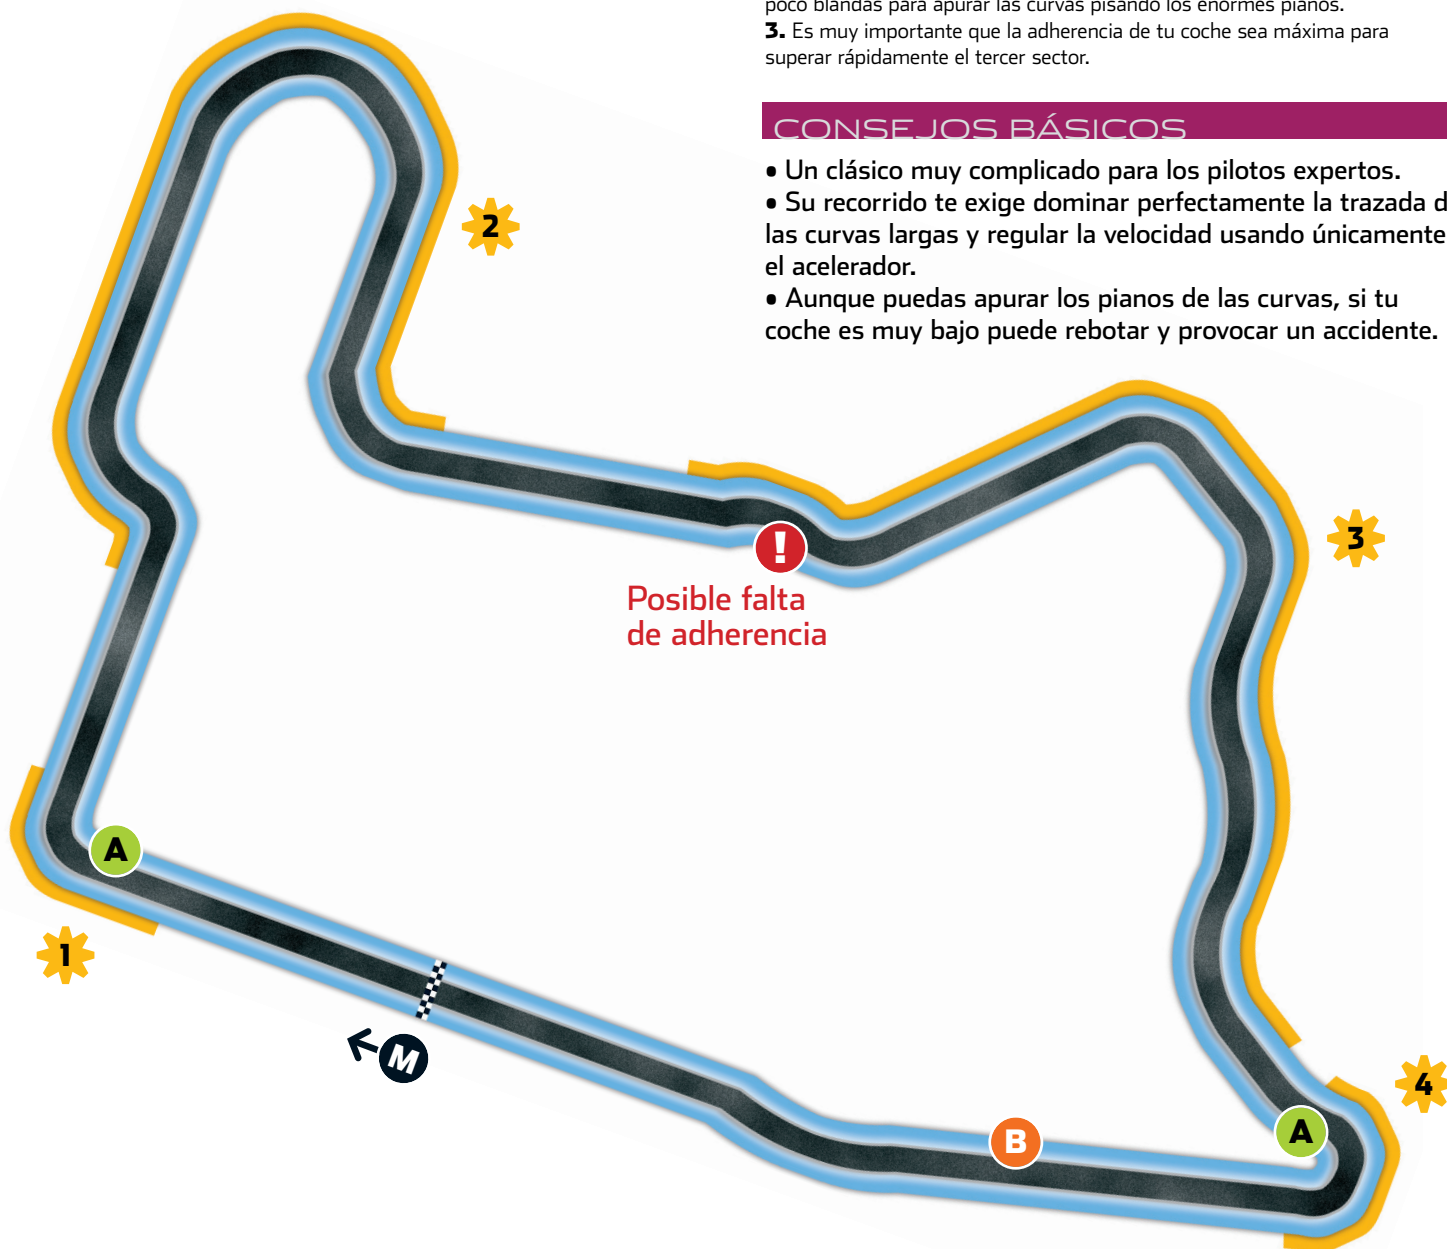 poco blandas para apurar las curvas pisando los enormes pianos.
3. Es muy importante que la adherencia de tu coche sea máxima para
superar rápidamente el tercer sector.
CONSEJOS BÁSICOS
• Un clásico muy complicado para los pilotos expertos.
• Su recorrido te exige dominar perfectamente la trazada d
las curvas largas y regular la velocidad usando únicamente
el acelerador.
• Aunque puedas apurar los pianos de las curvas, si tu
coche es muy bajo puede rebotar y provocar un accidente.
2
3
!
Posible falta
de adherencia
A
1
M
4
A
B